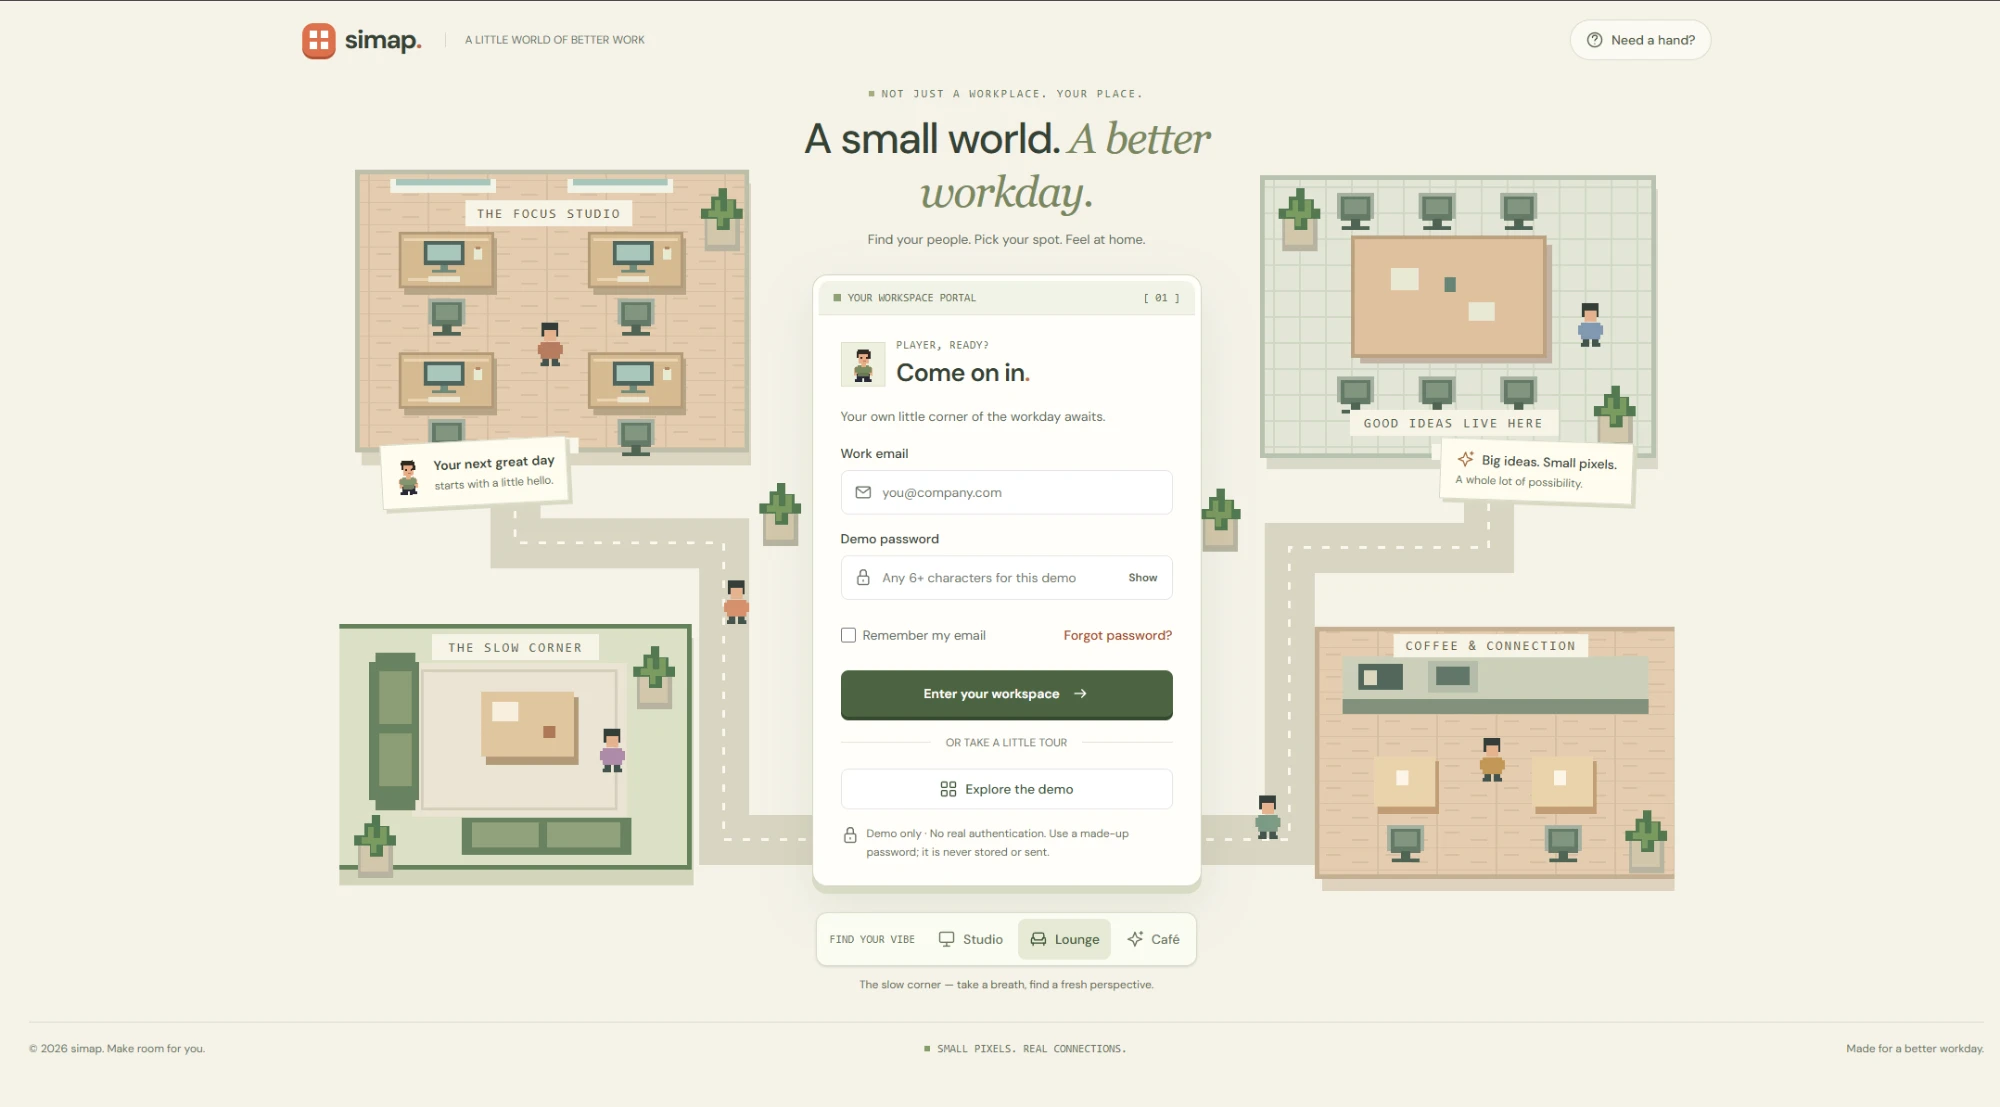 simap.
A LITTLE WORLD OF BETTER WORK
Need a hand?
NOT JUST A WORKPLACE. YOUR PLACE.
A small world. A better
workday.
Find your people. Pick your spot. Feel at home.
THE FOCUS STUDIO
YOUR WORKSPACE PORTAL
[ 01 ]
PLAYER, READY?
Come on in.
Your own little corner of the workday awaits.
Work email
you@company.com
Demo password
Any 6+ characters for this demo
Show
Remember my email
Forgot password?
Enter your workspace →
OR TAKE A LITTLE TOUR
Explore the demo
Demo only · No real authentication. Use a made-up
password; it is never stored or sent.
GOOD IDEAS LIVE HERE
Your next great day
starts with a little hello.
Big ideas. Small pixels.
A whole lot of possibility.
THE SLOW CORNER
COFFEE & CONNECTION
FIND YOUR VIBE
Studio
Lounge
Café
The slow corner — take a breath, find a fresh perspective.
© 2026 simap. Make room for you.
SMALL PIXELS. REAL CONNECTIONS.
Made for a better workday.